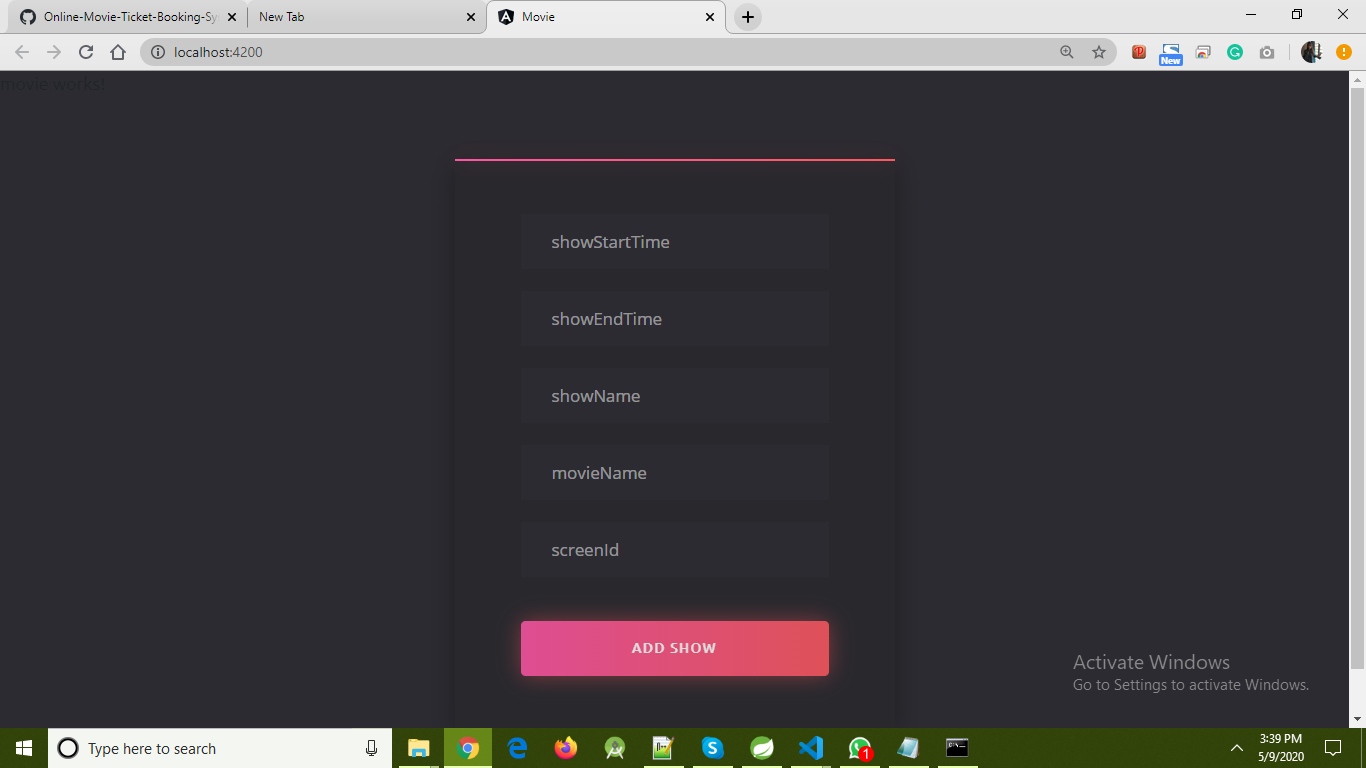 Online-Movie-Ticket-Booking-Sy
New Tab
Movie
localhost:4200
New
movie works!
showStartTime
showEndTime
showName
movieName
screenId
ADD SHOW
Activate Windows
Go to Settings to activate Windows.
Type here to search
1
3:39 PM
5/9/2020